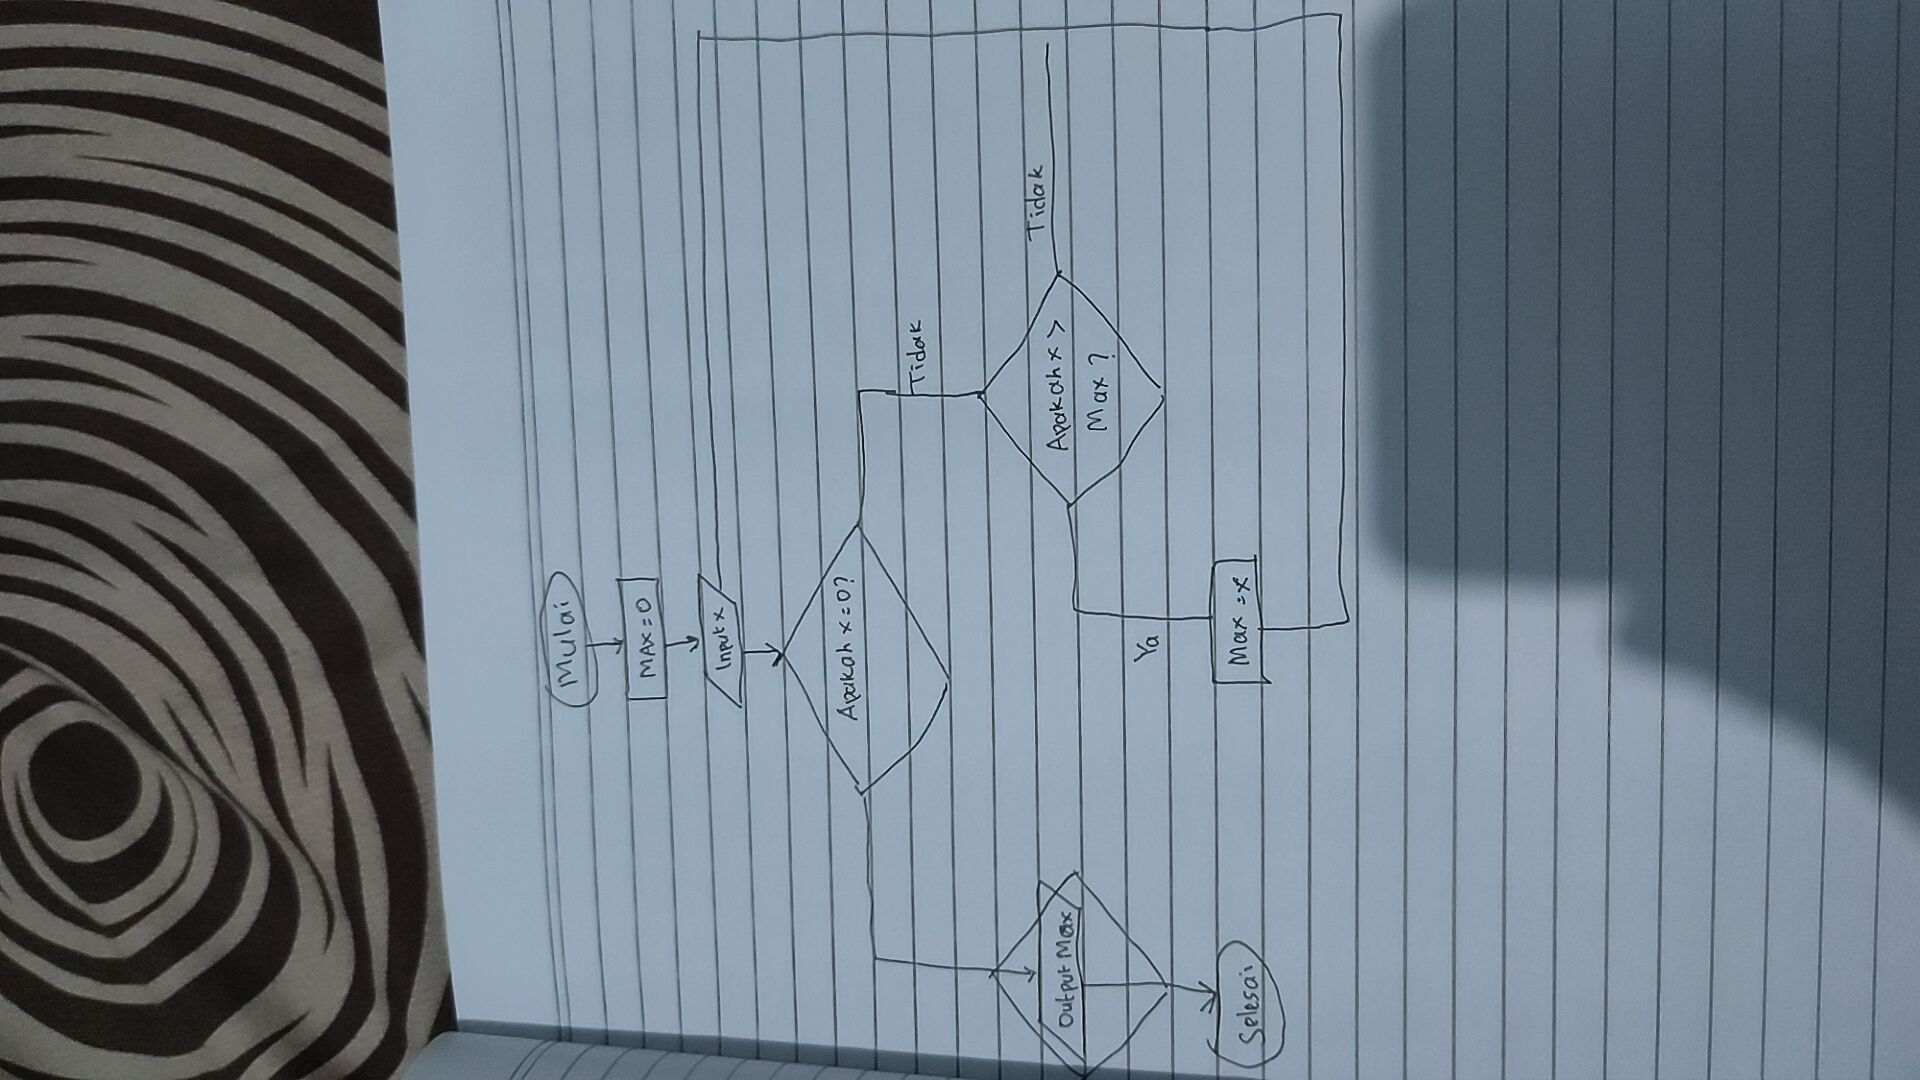 Mulai
MAX = 0
Input x
Apakah x = 0?
Tidak
Apakah x >
Max ?
Tidak
Output Max
Ya
Max = x
Selesai